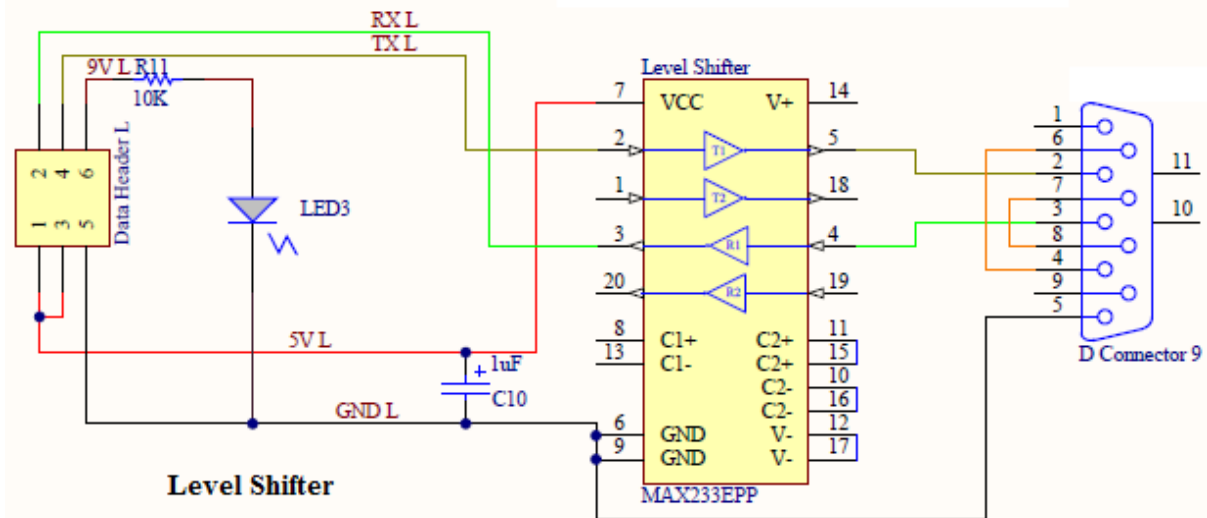 RX L
TX L
9V L R11
10K
2 4 6
1 3 5
Data Header L
LED3
5V L
1uF
+
C10
GND L
Level Shifter
Level Shifter
7 VCC V+ 14
2 T1 5
1 T2 18
3 R1 4
20 R2 19
8 C1+ C2+ 11
13 C1- C2+ 15
C2- 10
C2- 16
6 GND V- 12
9 GND V- 17
MAX233EPP
1
6
2
7
3
8
4
9
5
11
10
D Connector 9